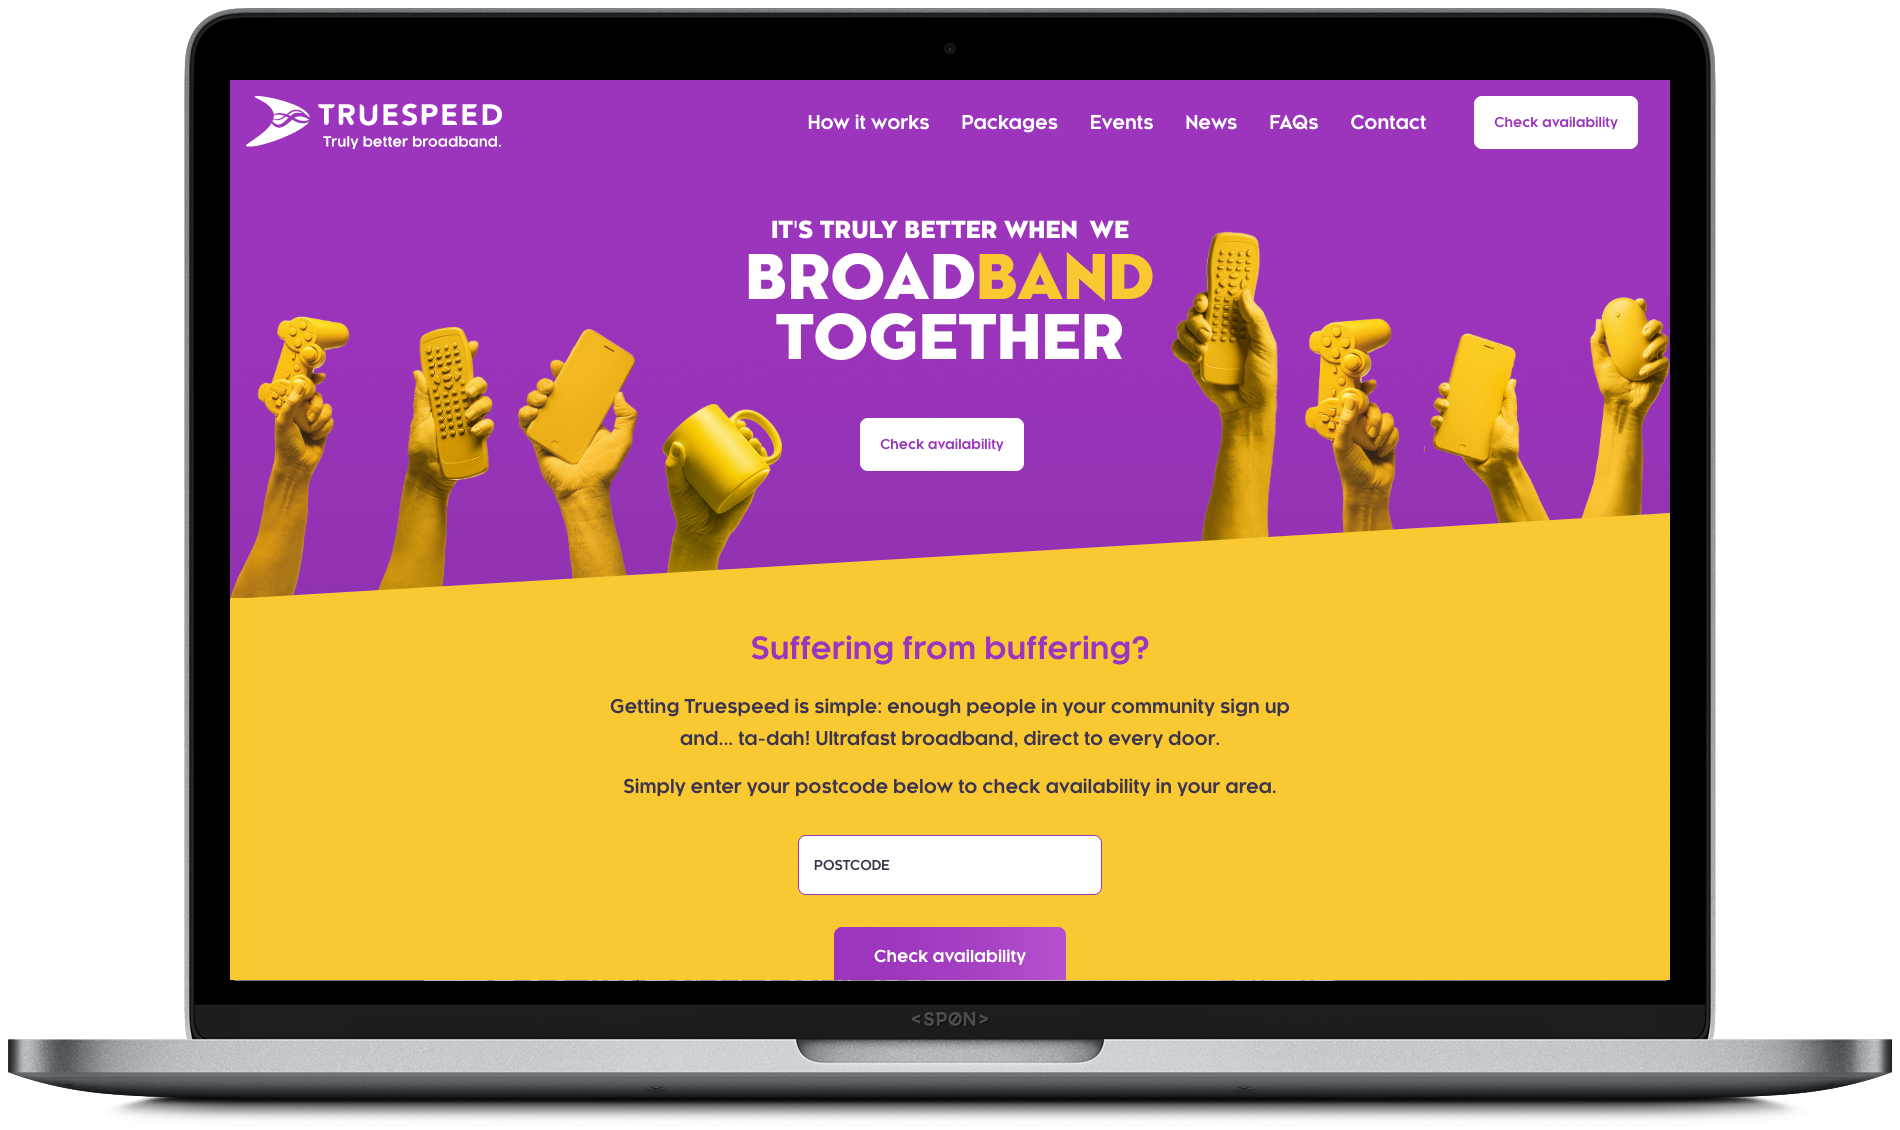 TRUESPEED
Truly better broadband.
How it works Packages Events News FAQs Contact Check availability
IT'S TRULY BETTER WHEN WE
BROADBAND
TOGETHER
Check availability
Suffering from buffering?
Getting Truespeed is simple: enough people in your community sign up
and... ta-dah! Ultrafast broadband, direct to every door.
Simply enter your postcode below to check availability in your area.
POSTCODE
Check availability
<SPØN>